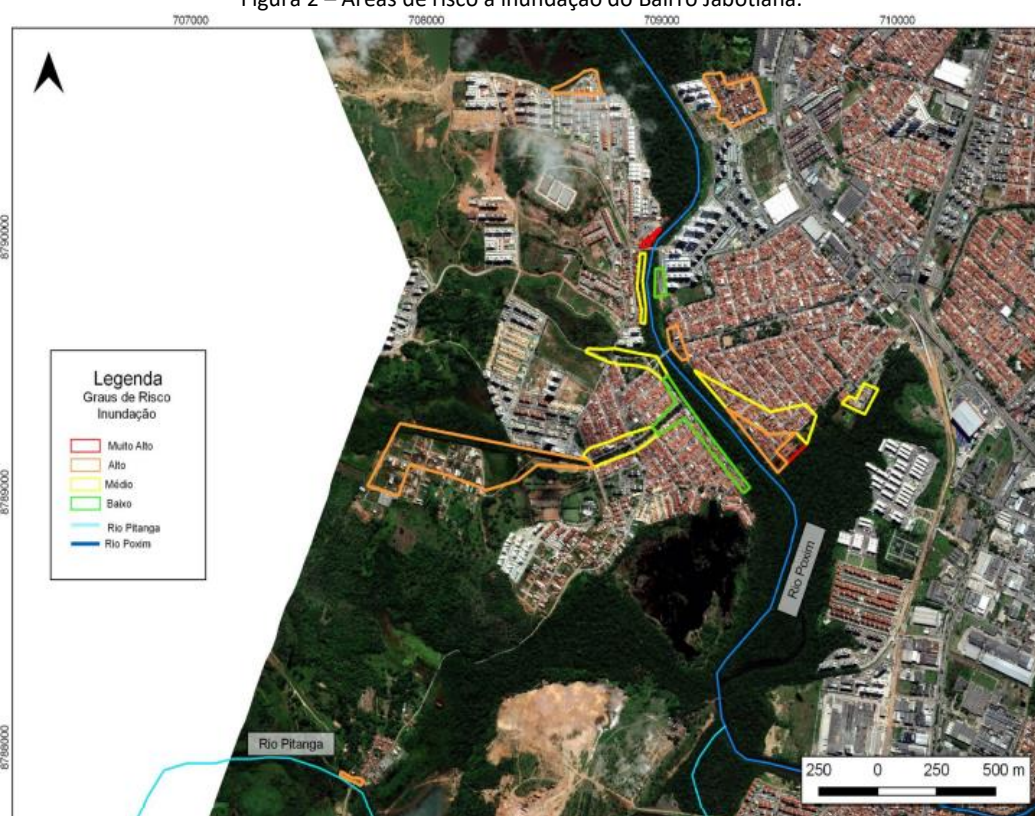 Figura 2 – Áreas de risco a inundação do Bairro Jabotiana.
707000
708000
709000
710000
8790000
8789000
8788000
Legenda
Graus de Risco
Inundação
Muito Alto
Alto
Médio
Baixo
Rio Pitanga
Rio Poxim
Rio Poxim
Rio Pitanga
250 0 250 500 m